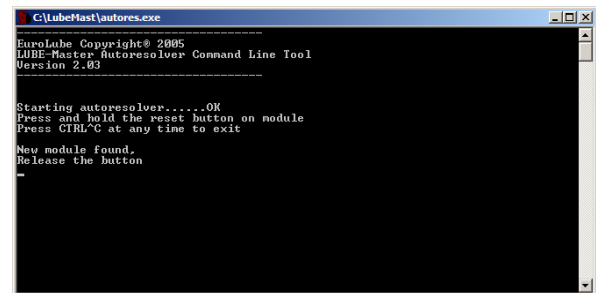 C:\LubeMast\autores.exe
-----------------------------------
EuroLube Copyright® 2005
LUBE-Master Autoresolver Command Line Tool
Version 2.03
-----------------------------------
Starting autoresolver......OK
Press and hold the reset button on module
Press CTRL^C at any time to exit
New module found,
Release the button